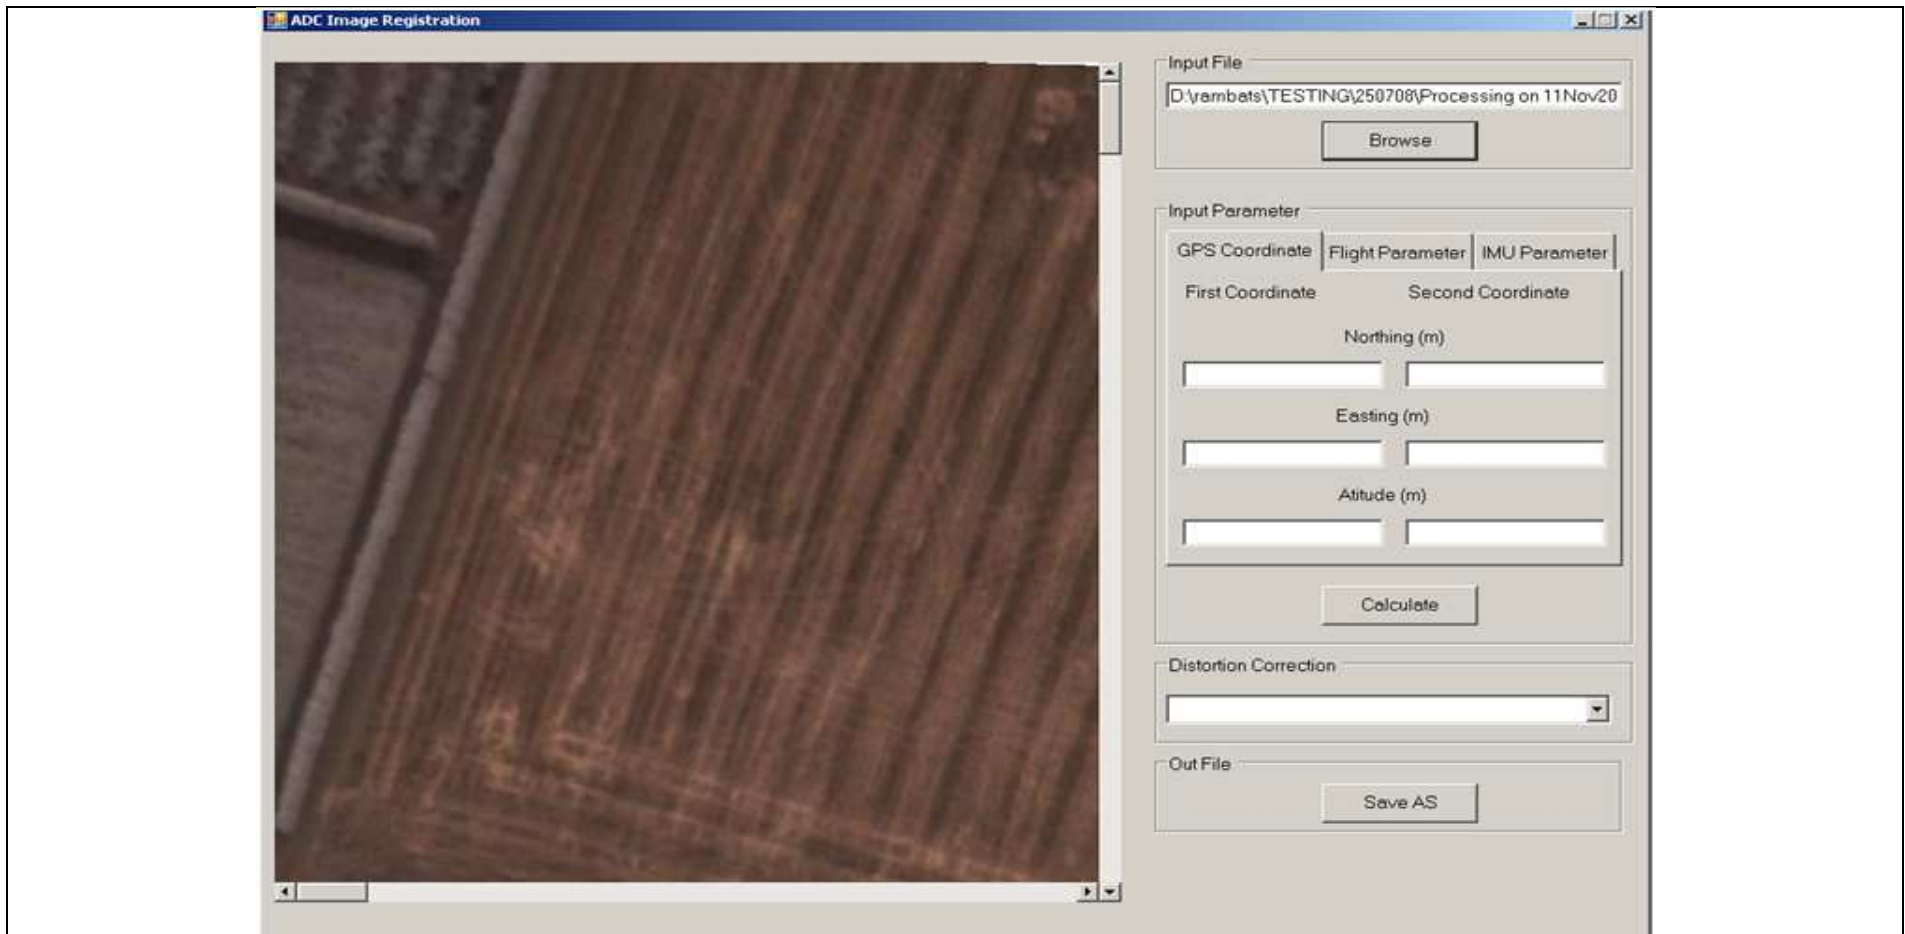 ADC Image Registration
Input File
D:\rambats\TESTING\250708\Processing on 11Nov20
Browse
Input Parameter
GPS Coordinate Flight Parameter IMU Parameter
First Coordinate Second Coordinate
Northing (m)
Easting (m)
Atitude (m)
Calculate
Distortion Correction
Out File
Save AS